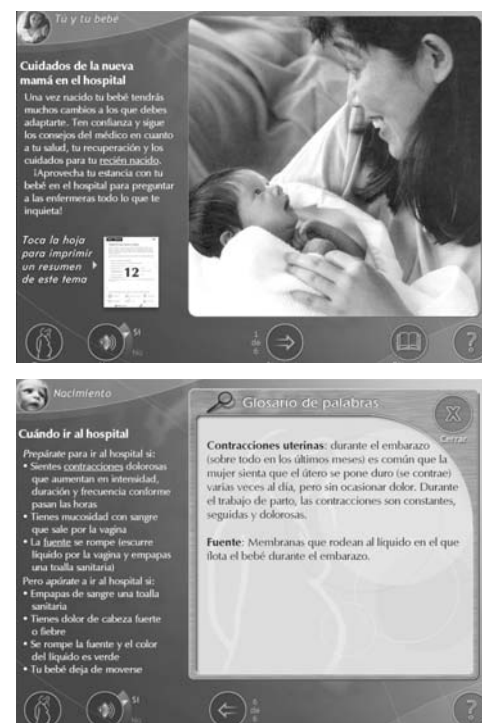 Tú y tu bebé
Cuidados de la nueva
mamá en el hospital
Una vez nacido tu bebé tendrás
muchos cambios a los que debes
adaptarte. Ten confianza y sigue
los consejos del médico en cuanto
a tu salud, tu recuperación y los
cuidados para tu recién nacido.
¡Aprovecha tu estancia con tu
bebé en el hospital para preguntar
a las enfermeras todo lo que te
inquieta!
Toca la hoja
para imprimir
un resumen
de este tema
12
SI
No
1
de
6
?
Nacimiento
Cuándo ir al hospital
Prepárate para ir al hospital si:
• Sientes contracciones dolorosas
que aumentan en intensidad,
duración y frecuencia conforme
pasan las horas
• Tienes mucosidad con sangre
que sale por la vagina
• La fuente se rompe (escurre
líquido por la vagina y empapas
una toalla sanitaria)
Pero apúrate a ir al hospital si:
• Empapas de sangre una toalla
sanitaria
• Tienes dolor de cabeza fuerte
o fiebre
• Se rompe la fuente y el color
del líquido es verde
• Tu bebé deja de moverse
Glosario de palabras
X
Cerrar
Contracciones uterinas: durante el embarazo
(sobre todo en los últimos meses) es común que la
mujer sienta que el útero se pone duro (se contrae)
varias veces al día, pero sin ocasionar dolor. Durante
el trabajo de parto, las contracciones son constantes,
seguidas y dolorosas.
Fuente: Membranas que rodean al líquido en el que
flota el bebé durante el embarazo.
SI
No
de
?